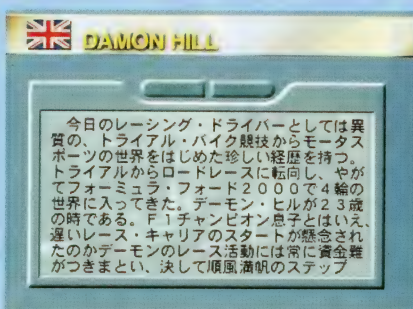 DAMON HILL
今日のレーシング・ドライバーとしては異
質の、トライアル・バイク競技からモータス
ポーツの世界をはじめた珍しい経歴を持つ。
トライアルからロードレースに転向し、やが
てフォーミュラ・フォード2000で4輪の
世界に入ってきた。デーモン・ヒルが23歳
の時である。F1チャンピオン息子とはいえ、
遅いレース・キャリアのスタートが懸念され
たのかデーモンのレース活動には常に資金難
がつきまとい、決して順風満帆のステップ